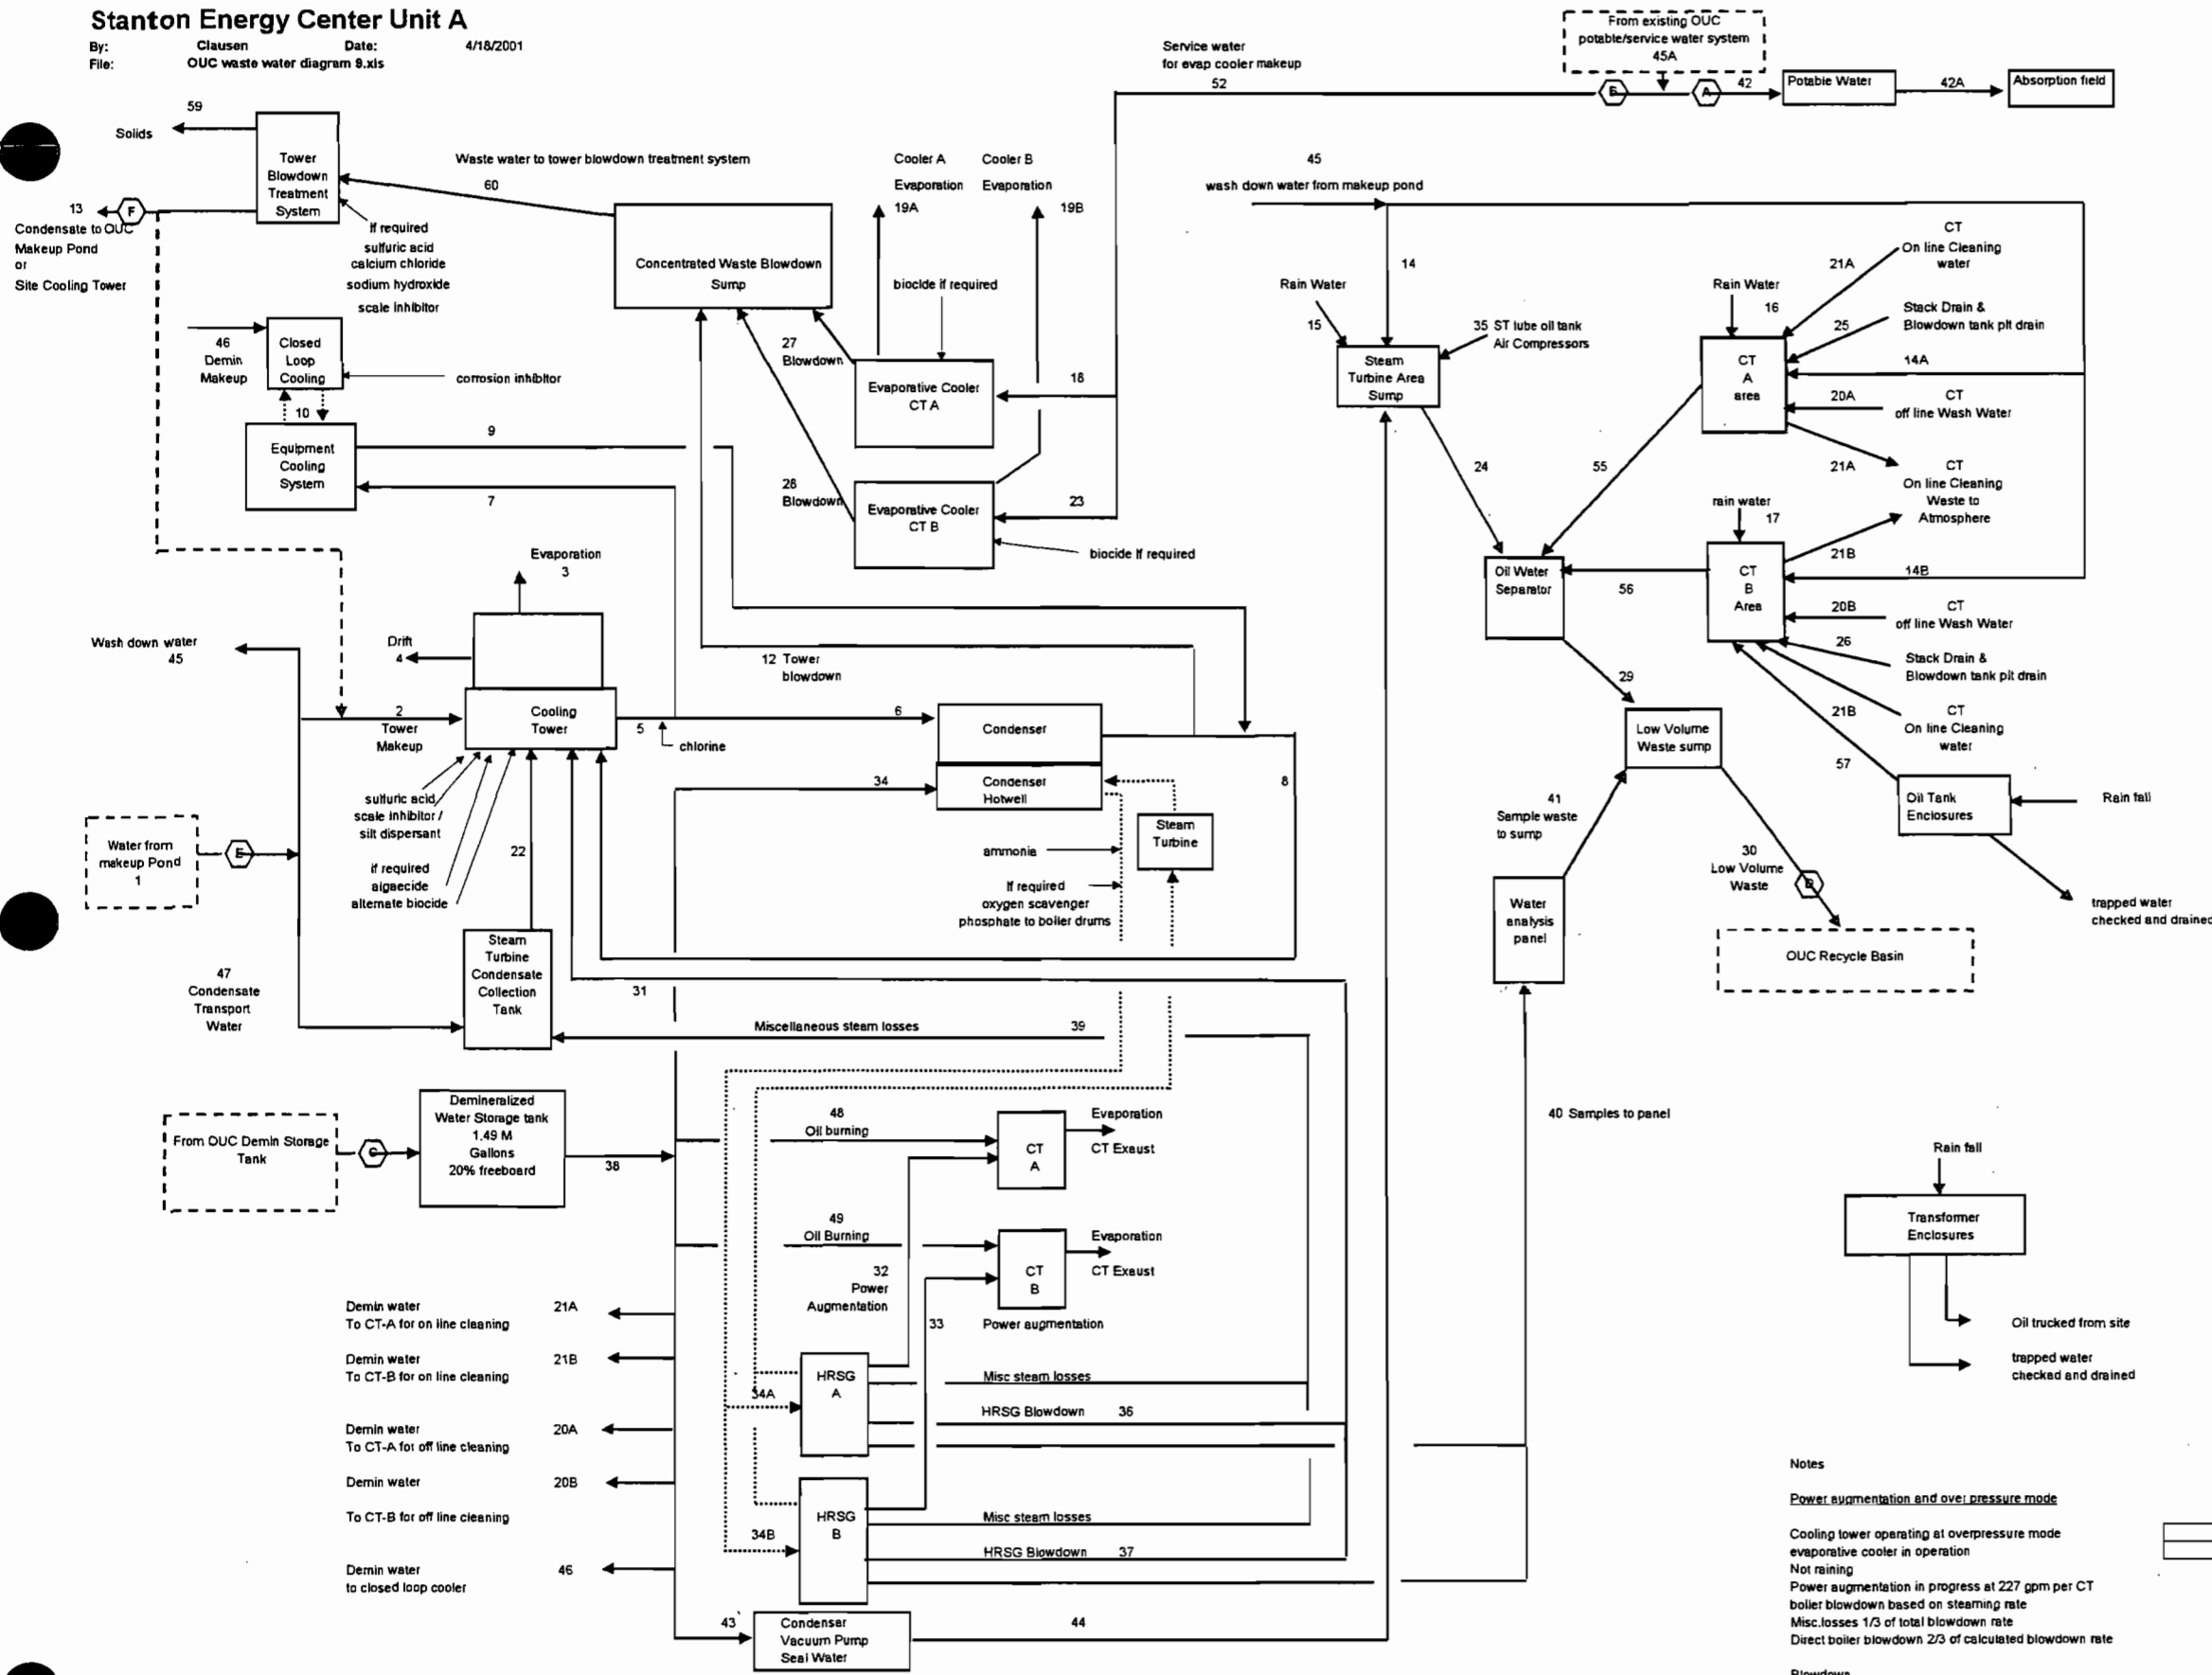 Stanton Energy Center Unit A
By: Clausen Date: 4/18/2001
File: OUC waste water diagram 9.xls
From existing OUC
potable/service water system
45A
Service water
for evap cooler makeup
52
E
A
42
Potable Water
42A
Absorption field
59
Solids
Tower
Blowdown
Treatment
System
Waste water to tower blowdown treatment system
60
13
F
Condensate to OUC
Makeup Pond
or
Site Cooling Tower
If required
sulfuric acid
calcium chloride
sodium hydroxide
scale inhibitor
Concentrated Waste Blowdown
Sump
Cooler A
Evaporation
19A
Cooler B
Evaporation
19B
biocide if required
45
wash down water from makeup pond
14
Rain Water
15
35 ST lube oil tank
Air Compressors
Steam
Turbine Area
Sump
Rain Water
16
CT
On line Cleaning
water
21A
Stack Drain &
Blowdown tank pit drain
25
CT
A
area
14A
20A
CT
off line Wash Water
21A
CT
On line Cleaning
Waste to
Atmosphere
46
Demin
Makeup
Closed
Loop
Cooling
corrosion inhibitor
10
Equipment
Cooling
System
9
7
27
Blowdown
Evaporative Cooler
CT A
18
28
Blowdown
Evaporative Cooler
CT B
23
biocide If required
24
55
rain water
17
21B
Oil Water
Separator
56
CT
B
Area
14B
20B
CT
off line Wash Water
26
Stack Drain &
Blowdown tank pit drain
21B
CT
On line Cleaning
water
57
Evaporation
3
Wash down water
45
Drift
4
12 Tower
blowdown
29
2
Tower
Makeup
Cooling
Tower
5
chlorine
6
Condenser
Low Volume
Waste sump
34
Condenser
Hotwell
8
Steam
Turbine
sulfuric acid
scale inhibitor /
silt dispersant
if required
algaecide
alternate biocide
22
ammonia
If required
oxygen scavenger
phosphate to boiler drums
Water from
makeup Pond
1
E
41
Sample waste
to sump
Oil Tank
Enclosures
Rain fall
30
Low Volume
Waste
D
Water
analysis
panel
trapped water
checked and drained
OUC Recycle Basin
47
Condensate
Transport
Water
Steam
Turbine
Condensate
Collection
Tank
31
Miscellaneous steam losses
39
From OUC Demin Storage
Tank
C
Demineralized
Water Storage tank
1.49 M
Gallons
20% freeboard
38
48
Oil burning
CT
A
Evaporation
CT Exaust
40 Samples to panel
Rain fall
Transformer
Enclosures
49
Oil Burning
CT
B
Evaporation
CT Exaust
32
Power
Augmentation
33
Power augmentation
Demin water
To CT-A for on line cleaning
21A
Demin water
To CT-B for on line cleaning
21B
Demin water
To CT-A for off line cleaning
20A
Demin water
To CT-B for off line cleaning
20B
Demin water
to closed loop cooler
46
34A
HRSG
A
Misc steam losses
HRSG Blowdown 36
34B
HRSG
B
Misc steam losses
HRSG Blowdown 37
43
Condenser
Vacuum Pump
Seal Water
44
Oil trucked from site
trapped water
checked and drained
Notes
Power augmentation and over pressure mode
Cooling tower operating at overpressure mode
evaporative cooler in operation
Not raining
Power augmentation in progress at 227 gpm per CT
boiler blowdown based on steaming rate
Misc.losses 1/3 of total blowdown rate
Direct boiler blowdown 2/3 of calculated blowdown rate
Blowdown